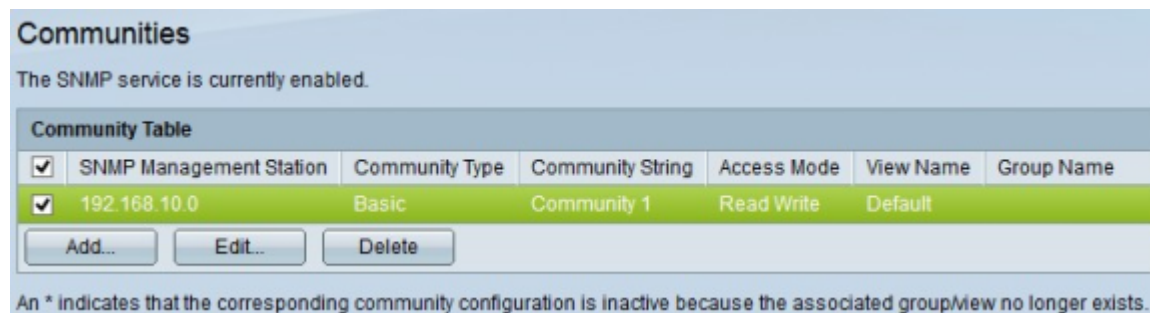 Communities
The SNMP service is currently enabled.
Community Table
SNMP Management Station Community Type Community String Access Mode View Name Group Name
192.168.10.0 Basic Community 1 Read Write Default
Add... Edit... Delete
An * indicates that the corresponding community configuration is inactive because the associated group/view no longer exists.